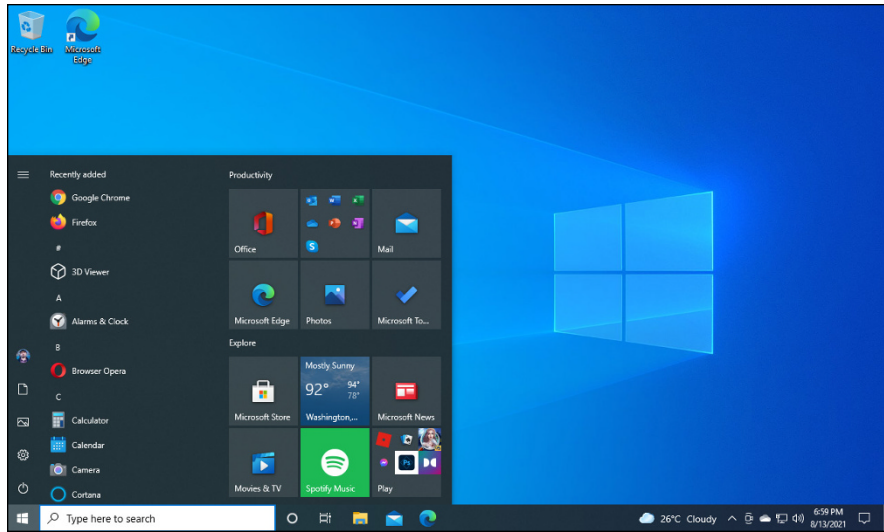 Recycle Bin
Microsoft
Edge
Recently added
Google Chrome
Firefox
#
3D Viewer
A
Alarms & Clock
B
Browser Opera
C
Calculator
Calendar
Camera
Cortana
Productivity
Office
Mail
Microsoft Edge
Photos
Microsoft To...
Explore
Microsoft Store
Mostly Sunny
92°
94°
78°
Washington,...
Microsoft News
Movies & TV
Spotify Music
Ps
Play
Type here to search
26°C Cloudy
6:59 PM
8/13/2021